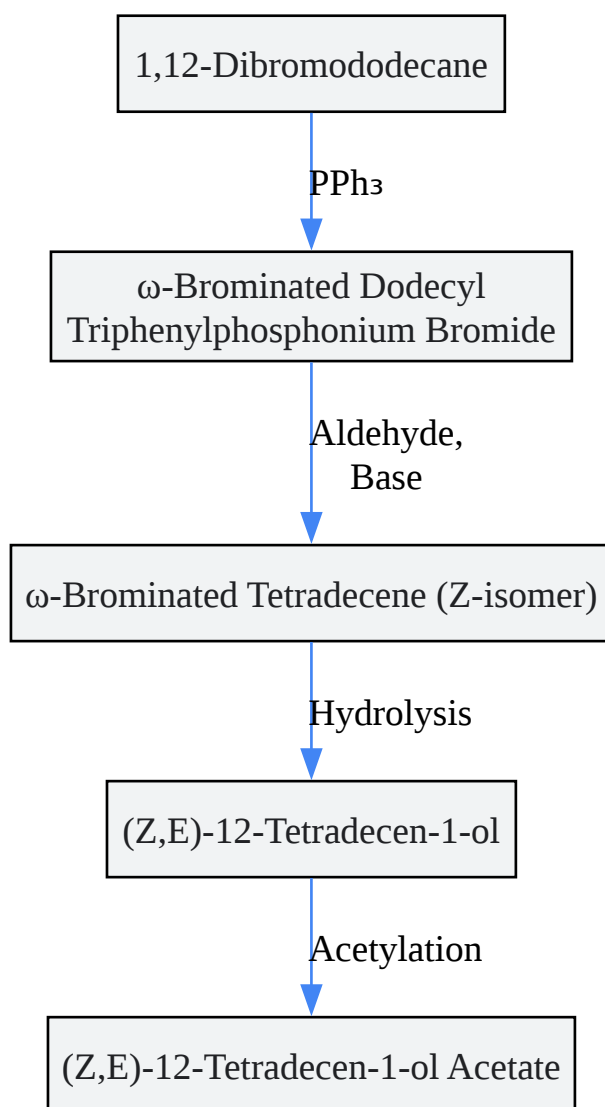 1,12-Dibromododecane
PPh₃
ω-Brominated Dodecyl
Triphenylphosphonium Bromide
Aldehyde,
Base
ω-Brominated Tetradecene (Z-isomer)
Hydrolysis
(Z,E)-12-Tetradecen-1-ol
Acetylation
(Z,E)-12-Tetradecen-1-ol Acetate